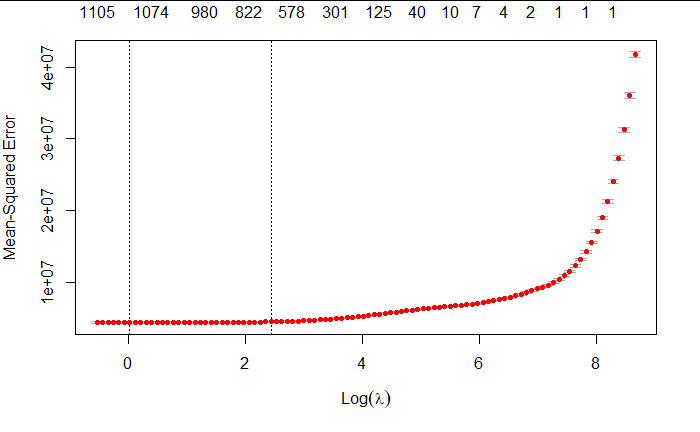 1105 1074 980 822 578 301 125 40 10 7 4 2 1 1 1
Mean-Squared Error
4e+07
3e+07
2e+07
1e+07
0 2 4 6 8
Log(λ)